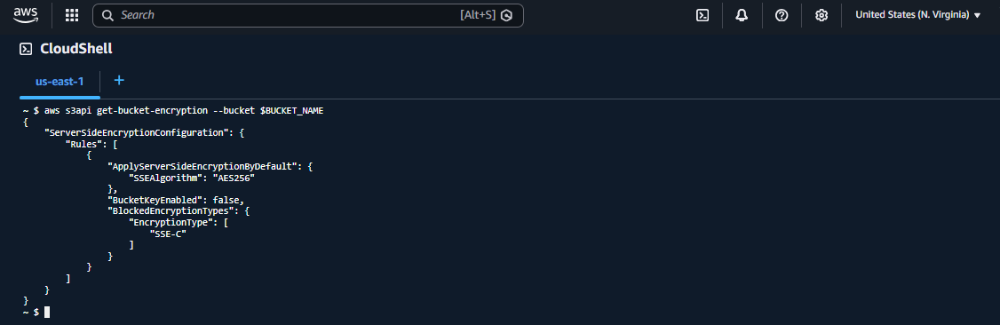 aws
Search
[Alt+S]
United States (N. Virginia)
CloudShell
us-east-1
+
~ $ aws s3api get-bucket-encryption --bucket $BUCKET_NAME
{
    "ServerSideEncryptionConfiguration": {
        "Rules": [
            {
                "ApplyServerSideEncryptionByDefault": {
                    "SSEAlgorithm": "AES256"
                },
                "BucketKeyEnabled": false,
                "BlockedEncryptionTypes": {
                    "EncryptionType": [
                        "SSE-C"
                    ]
                }
            }
        ]
    }
}
~ $